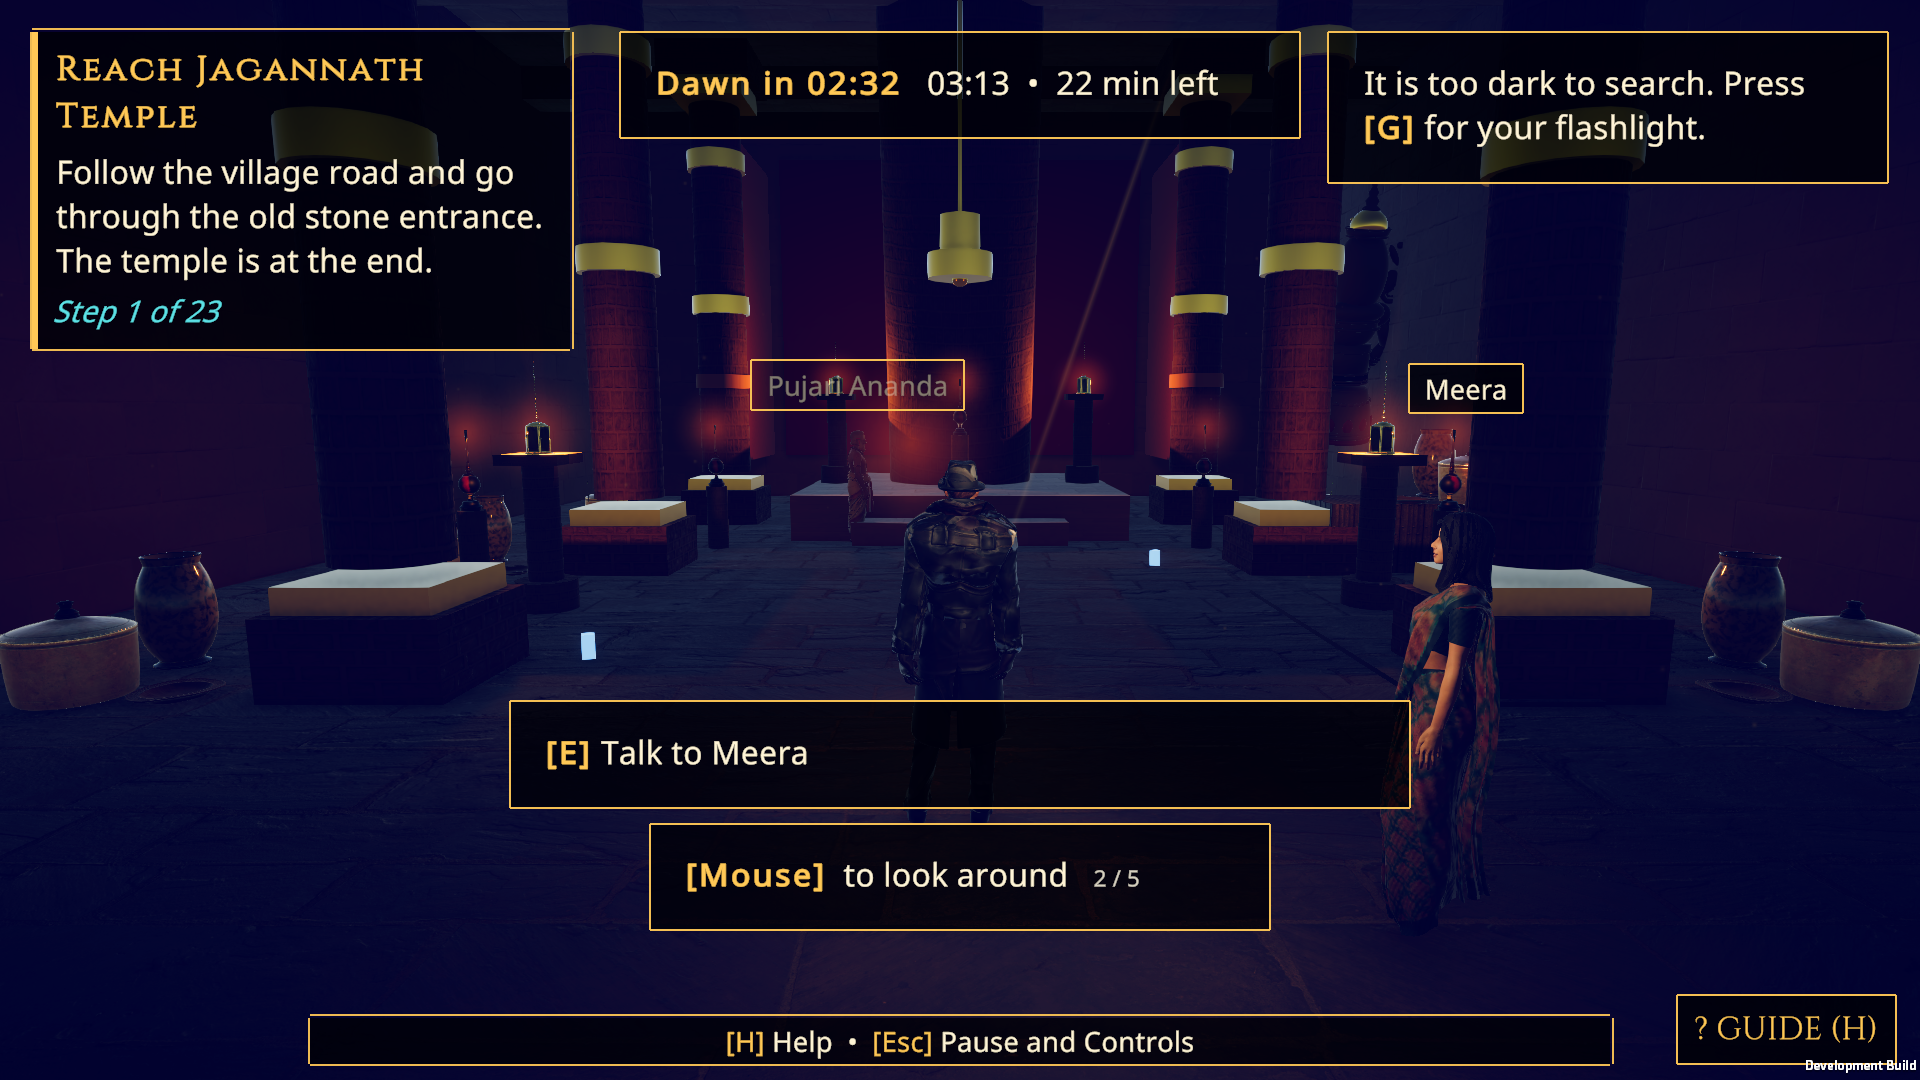 REACH JAGANNATH
TEMPLE
Follow the village road and go
through the old stone entrance.
The temple is at the end.
Step 1 of 23
Dawn in 02:32 03:13 • 22 min left
It is too dark to search. Press
[G] for your flashlight.
Pujari Ananda
Meera
[E] Talk to Meera
[Mouse] to look around 2 / 5
[H] Help • [Esc] Pause and Controls
? GUIDE (H)
Development Build